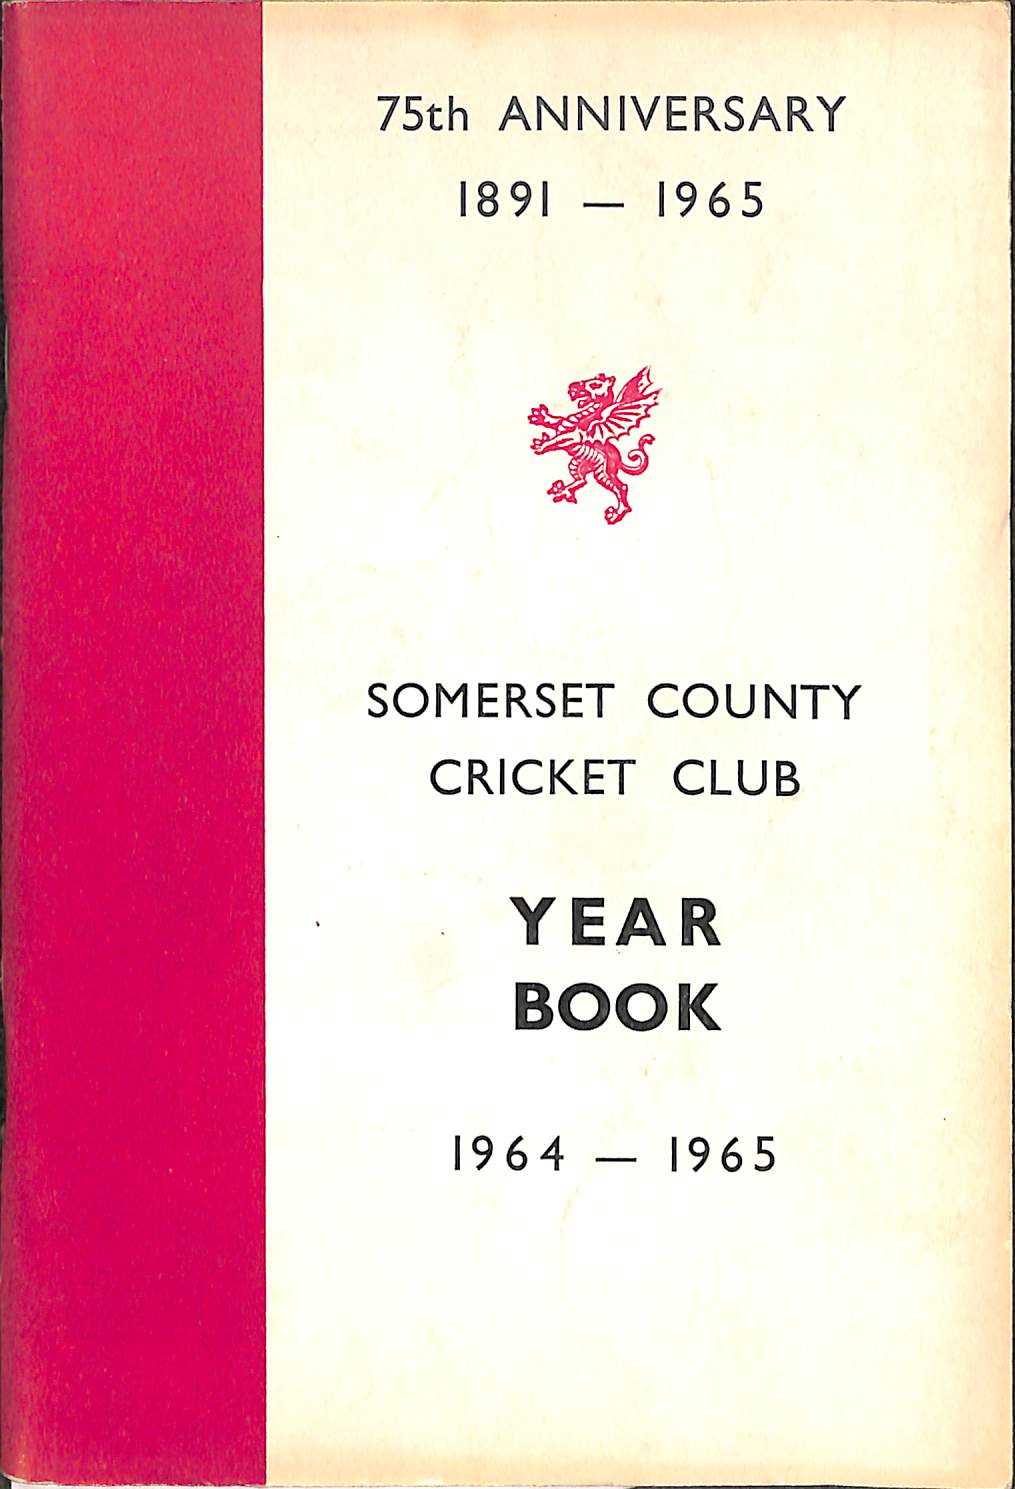 75th ANNIVERSARY
1891 — 1965
SOMERSET COUNTY
CRICKET CLUB
YEAR
BOOK
1964 — 1965